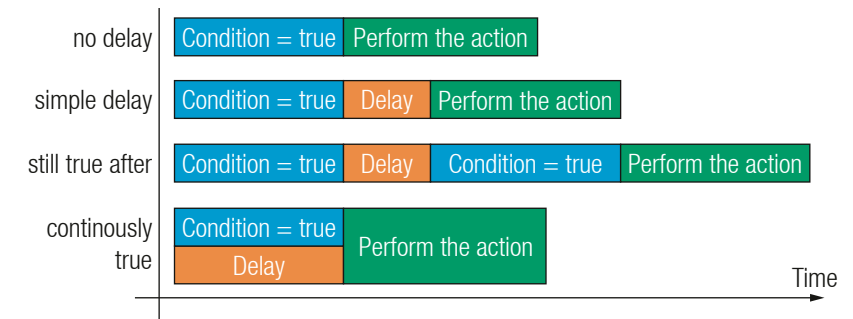 no delay Condition = true Perform the action
simple delay Condition = true Delay Perform the action
still true after Condition = true Delay Condition = true Perform the action
continously true Condition = true Delay Perform the action
Time